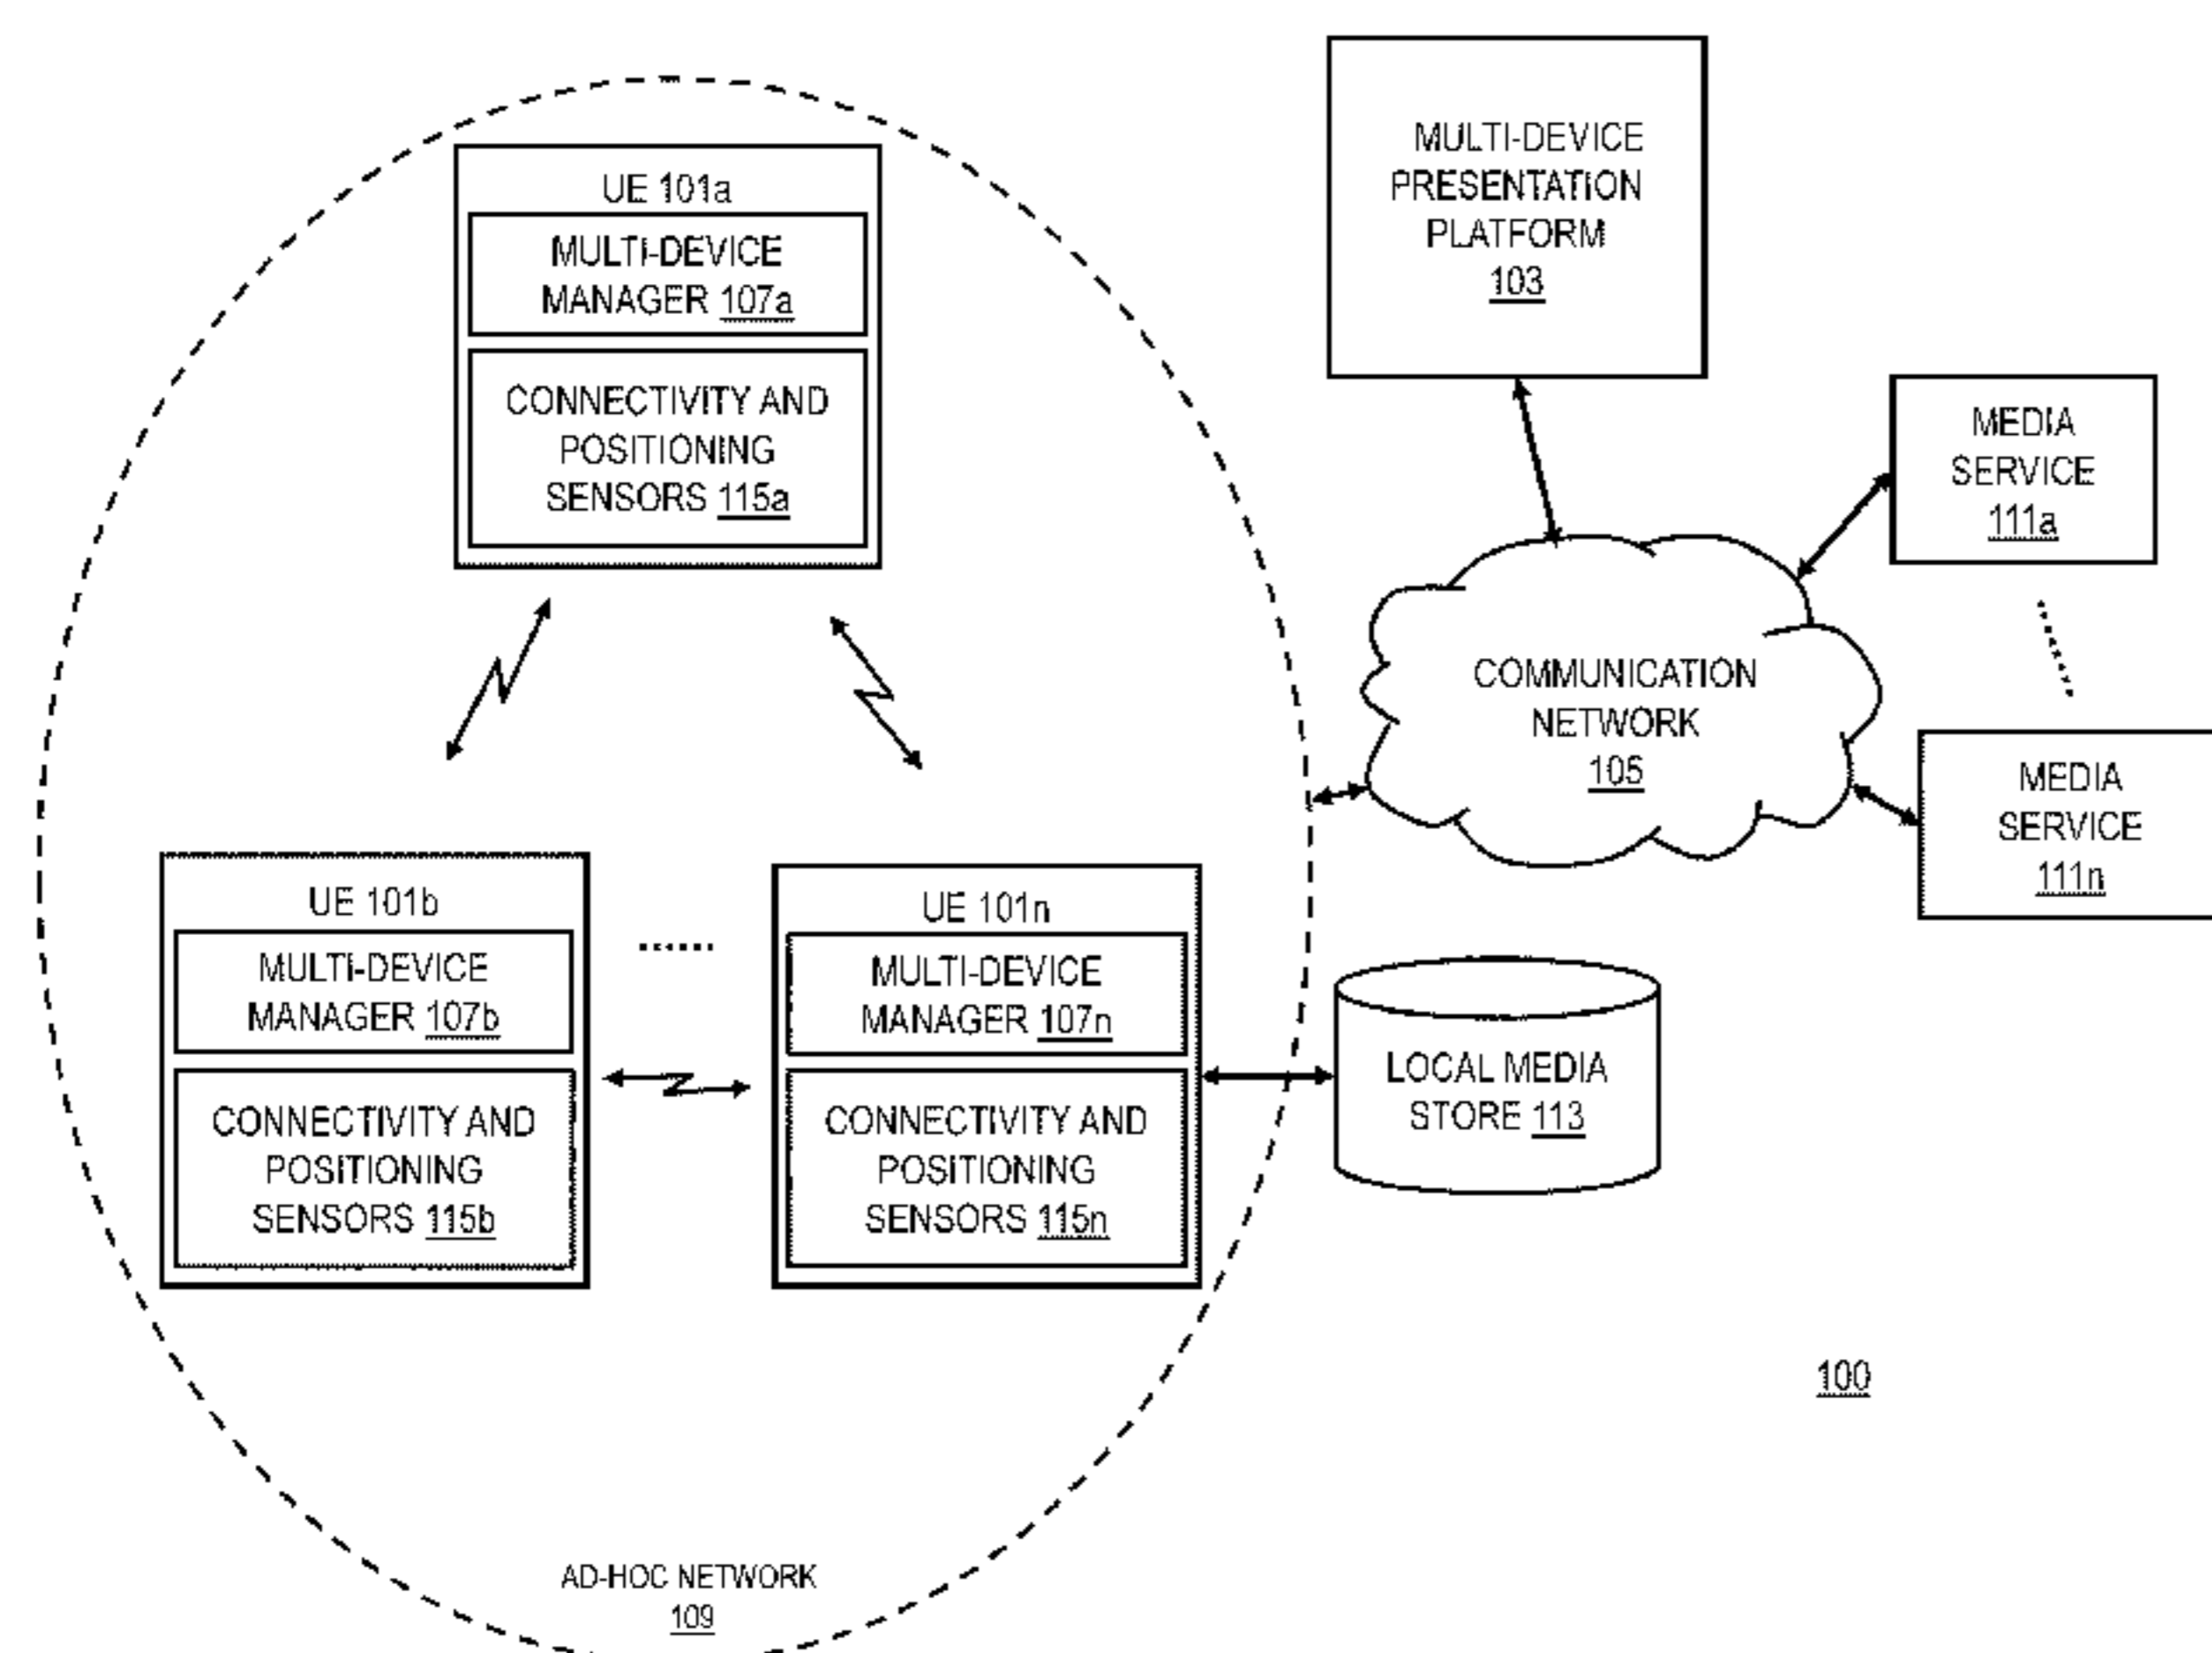 MULTI-DEVICE
PRESENTATION
PLATFORM
103
UE 101a
MULTI-DEVICE
MANAGER 107a
CONNECTIVITY AND
POSITIONING
SENSORS 115a
MEDIA
SERVICE
111a
COMMUNICATION
NETWORK
105
MEDIA
SERVICE
111n
UE 101b
MULTI-DEVICE
MANAGER 107b
CONNECTIVITY AND
POSITIONING
SENSORS 115b
UE 101n
MULTI-DEVICE
MANAGER 107n
CONNECTIVITY AND
POSITIONING
SENSORS 115n
LOCAL MEDIA
STORE 113
100
AD-HOC NETWORK
109